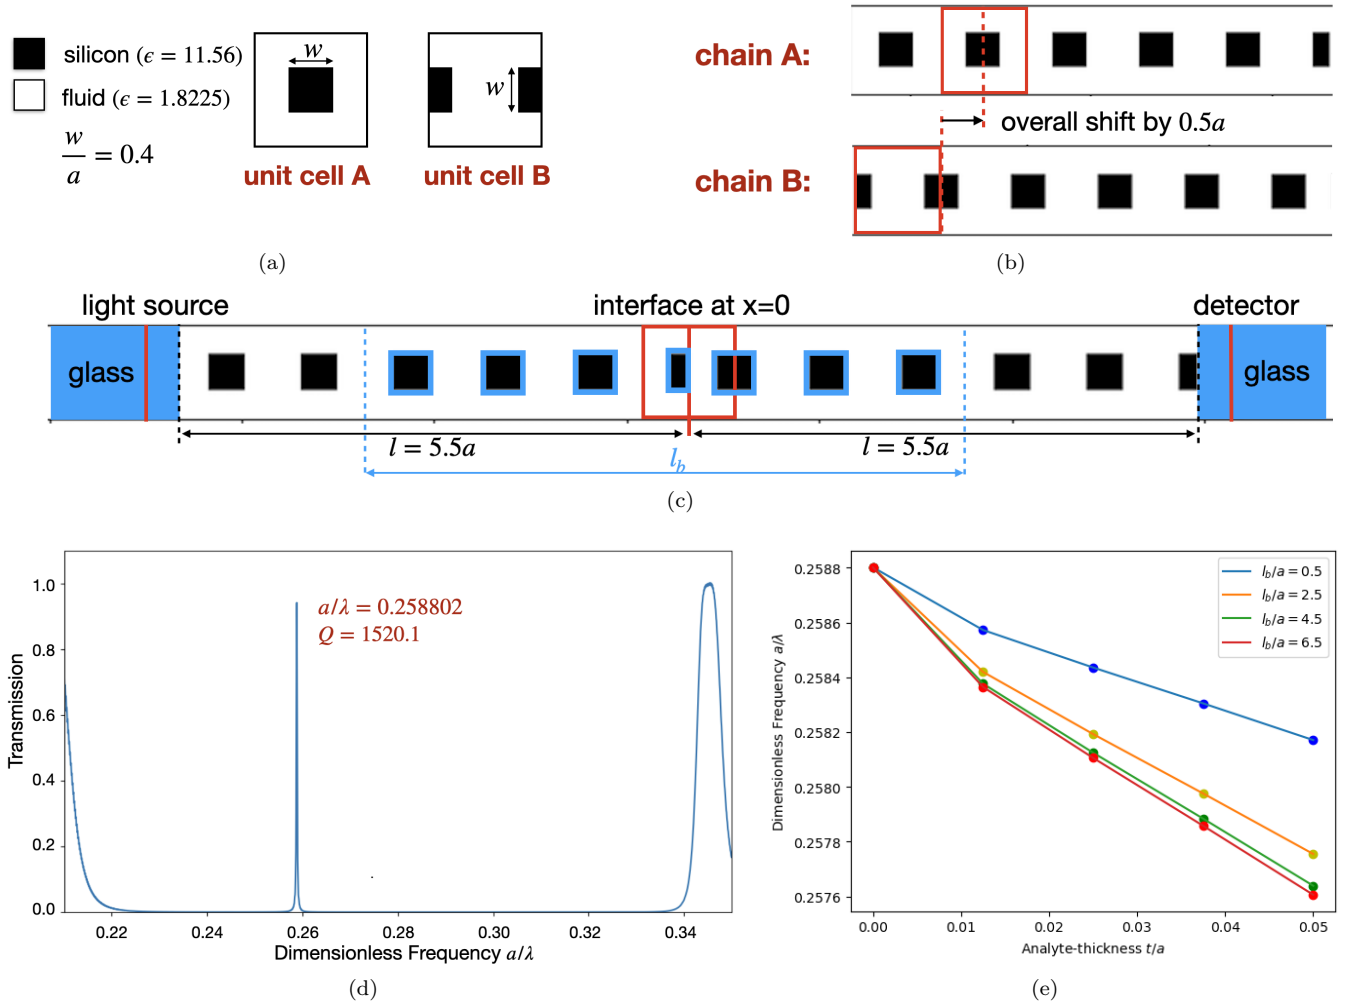 silicon (ϵ = 11.56)
fluid (ϵ = 1.8225)
w/a = 0.4
w
w
unit cell A
unit cell B
(a)
chain A:
overall shift by 0.5a
chain B:
(b)
light source
interface at x=0
detector
glass
glass
l = 5.5a
l = 5.5a
l_b
(c)
1.0
0.8
0.6
0.4
0.2
0.0
Transmission
a/λ = 0.258802
Q = 1520.1
0.22
0.24
0.26
0.28
0.30
0.32
0.34
Dimensionless Frequency a/λ
(d)
0.2588
0.2586
0.2584
0.2582
0.2580
0.2578
0.2576
Dimensionless Frequency a/λ
l_b/a = 0.5
l_b/a = 2.5
l_b/a = 4.5
l_b/a = 6.5
0.00
0.01
0.02
0.03
0.04
0.05
Analyte-thickness t/a
(e)